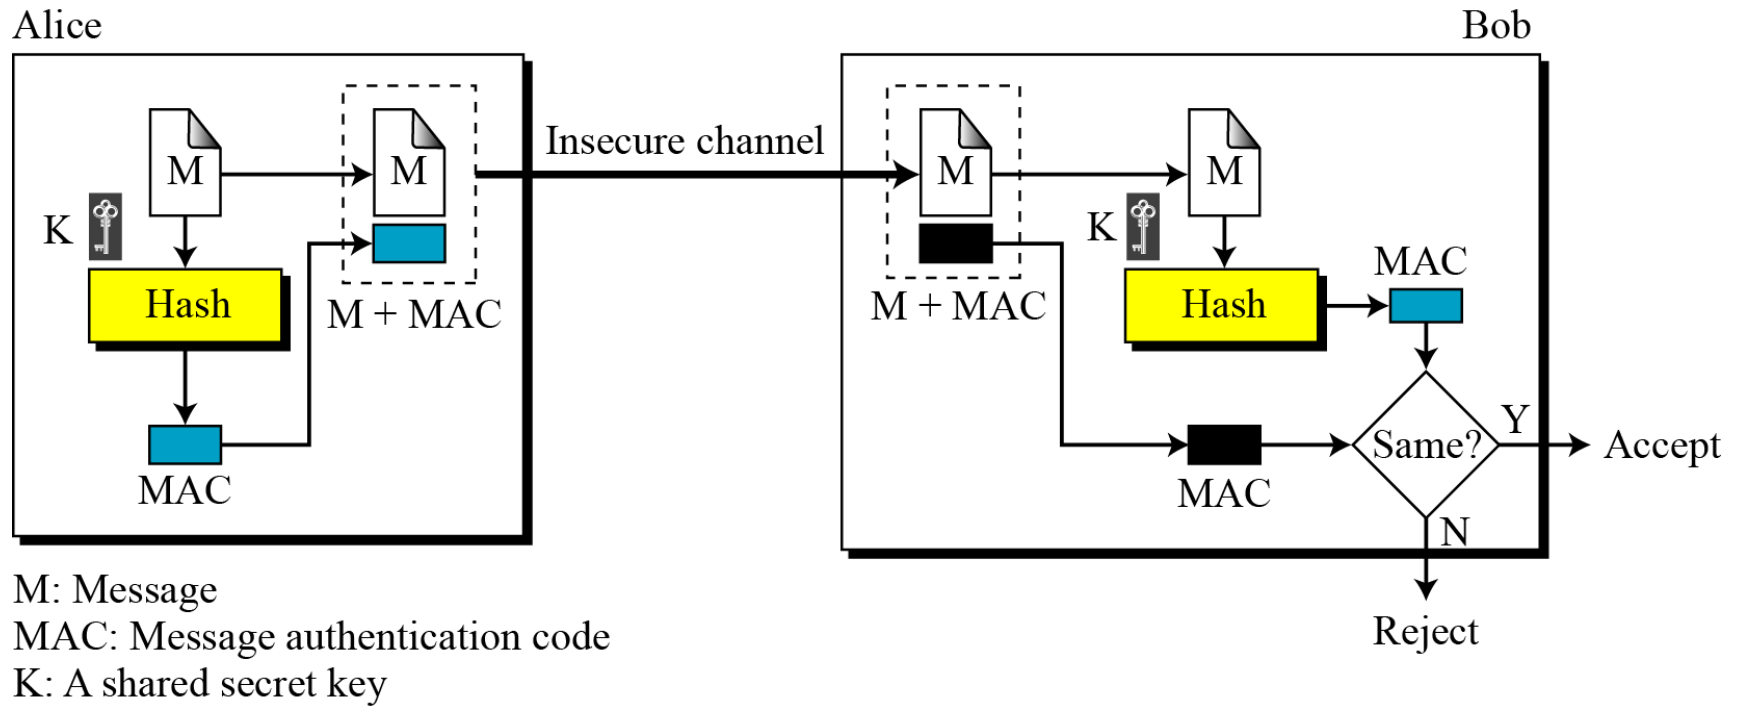 Alice
Bob
M
M
Insecure channel
M
M
K
K
Hash
M + MAC
M + MAC
Hash
MAC
MAC
MAC
Same?
Y
Accept
N
Reject
M: Message
MAC: Message authentication code
K: A shared secret key